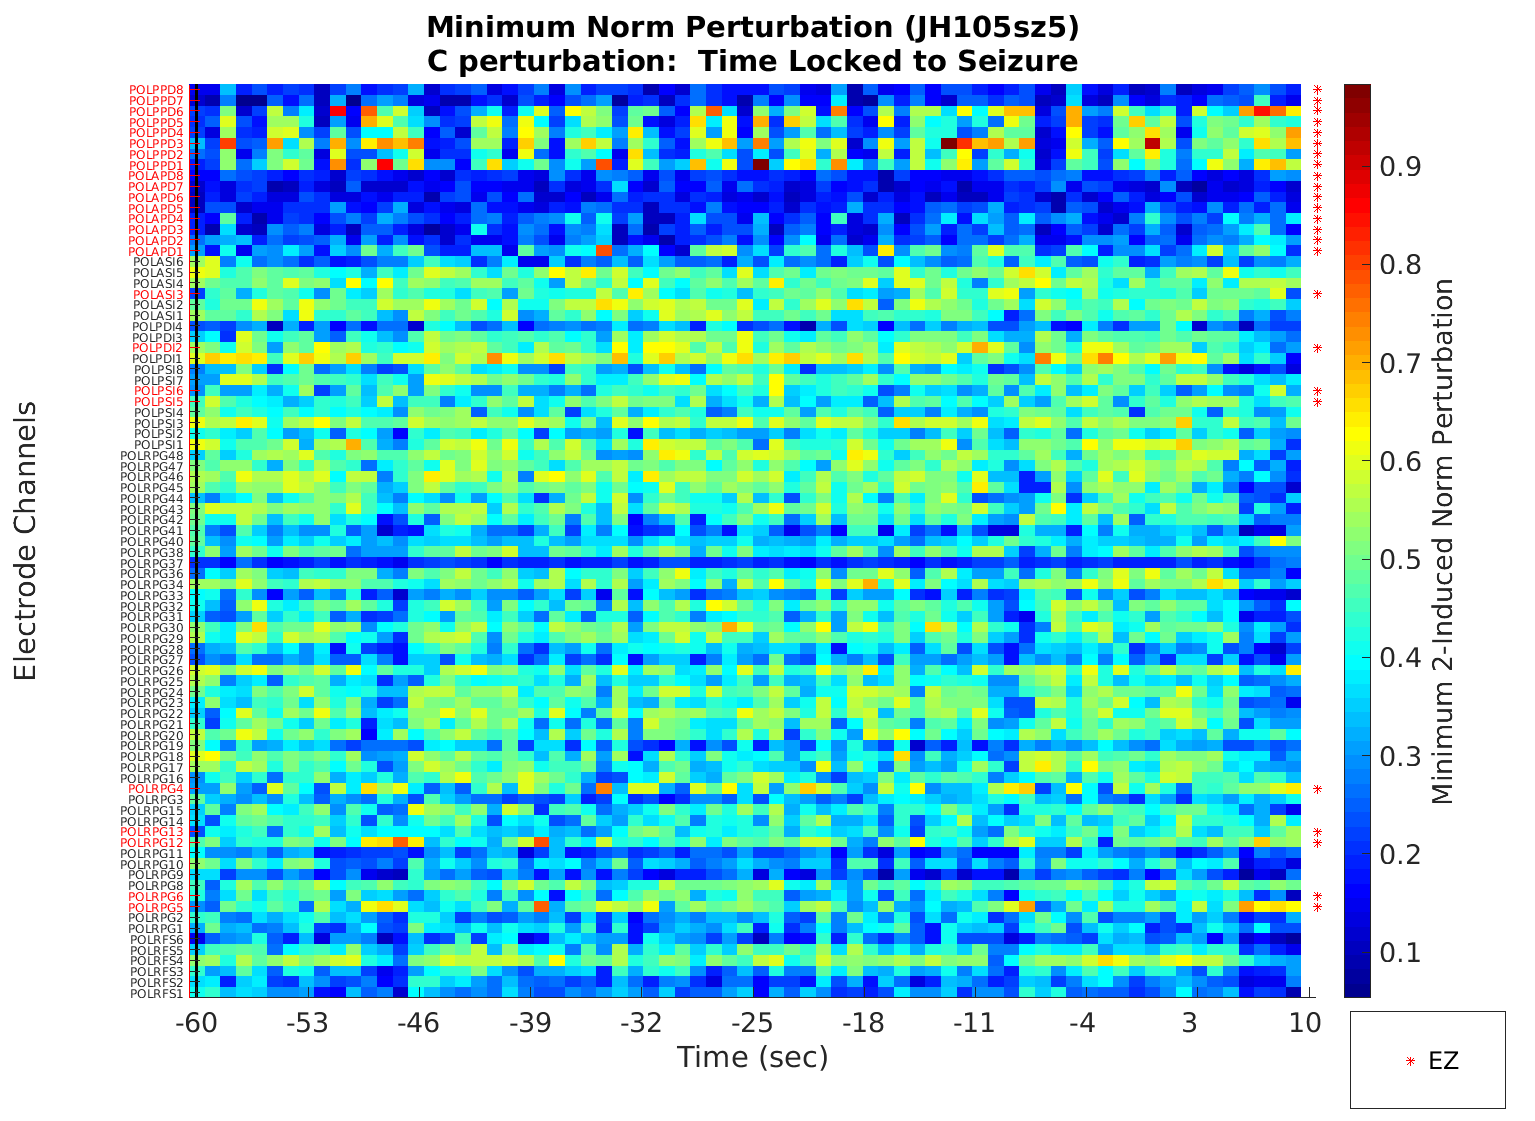 Minimum Norm Perturbation (JH105sz5)
C perturbation:  Time Locked to Seizure
Electrode Channels
POLPPD8
POLPPD7
POLPPD6
POLPPD5
POLPPD4
POLPPD3
POLPPD2
POLPPD1
POLAPD8
POLAPD7
POLAPD6
POLAPD5
POLAPD4
POLAPD3
POLAPD2
POLAPD1
POLASI6
POLASI5
POLASI4
POLASI3
POLASI2
POLASI1
POLPDI4
POLPDI3
POLPDI2
POLPDI1
POLPSI8
POLPSI7
POLPSI6
POLPSI5
POLPSI4
POLPSI3
POLPSI2
POLPSI1
POLRPG48
POLRPG47
POLRPG46
POLRPG45
POLRPG44
POLRPG43
POLRPG42
POLRPG41
POLRPG40
POLRPG38
POLRPG37
POLRPG36
POLRPG34
POLRPG33
POLRPG32
POLRPG31
POLRPG30
POLRPG29
POLRPG28
POLRPG27
POLRPG26
POLRPG25
POLRPG24
POLRPG23
POLRPG22
POLRPG21
POLRPG20
POLRPG19
POLRPG18
POLRPG17
POLRPG16
POLRPG4
POLRPG3
POLRPG15
POLRPG14
POLRPG13
POLRPG12
POLRPG11
POLRPG10
POLRPG9
POLRPG8
POLRPG6
POLRPG5
POLRPG2
POLRPG1
POLRFS6
POLRFS5
POLRFS4
POLRFS3
POLRFS2
POLRFS1
-60 -53 -46 -39 -32 -25 -18 -11 -4 3 10
Time (sec)
0.9
0.8
0.7
0.6
0.5
0.4
0.3
0.2
0.1
Minimum 2-Induced Norm Perturbation
EZ